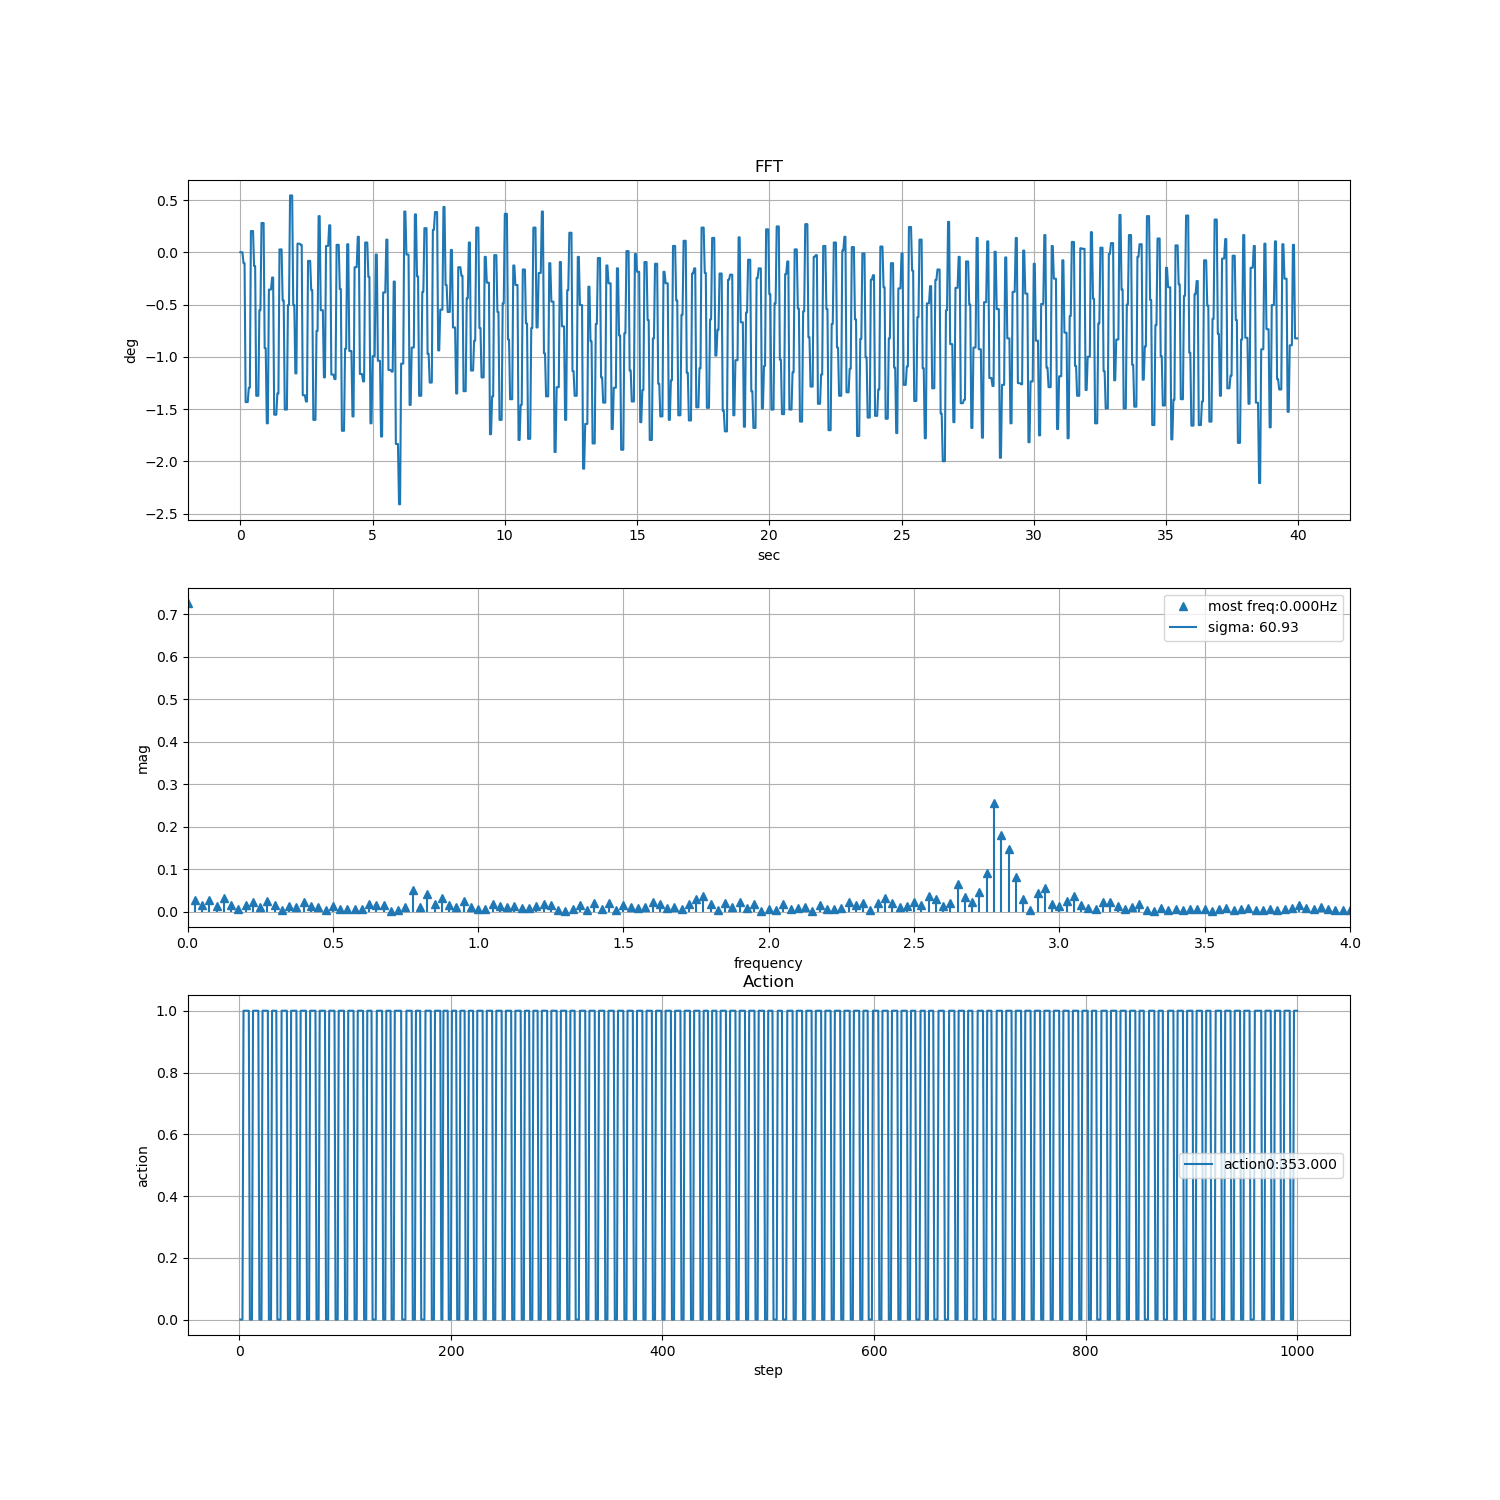 FFT
0.5
0.0
−0.5
−1.0
−1.5
−2.0
−2.5
deg
0 5 10 15 20 25 30 35 40
sec
most freq:0.000Hz
sigma: 60.93
0.7
0.6
0.5
0.4
0.3
0.2
0.1
0.0
mag
0.0 0.5 1.0 1.5 2.0 2.5 3.0 3.5 4.0
frequency
Action
1.0
0.8
0.6
0.4
0.2
0.0
action
action0:353.000
0 200 400 600 800 1000
step